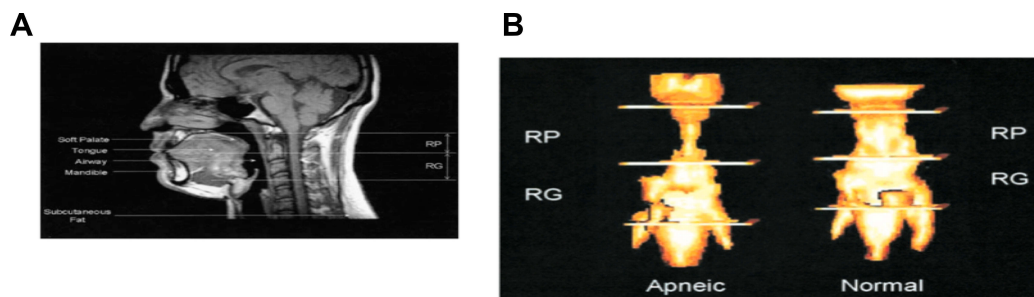 A
B
Soft Palate
Tongue
Airway
Mandible
Subcutaneous
Fat
RP
RG
RP
RG
RP
RG
Apneic
Normal